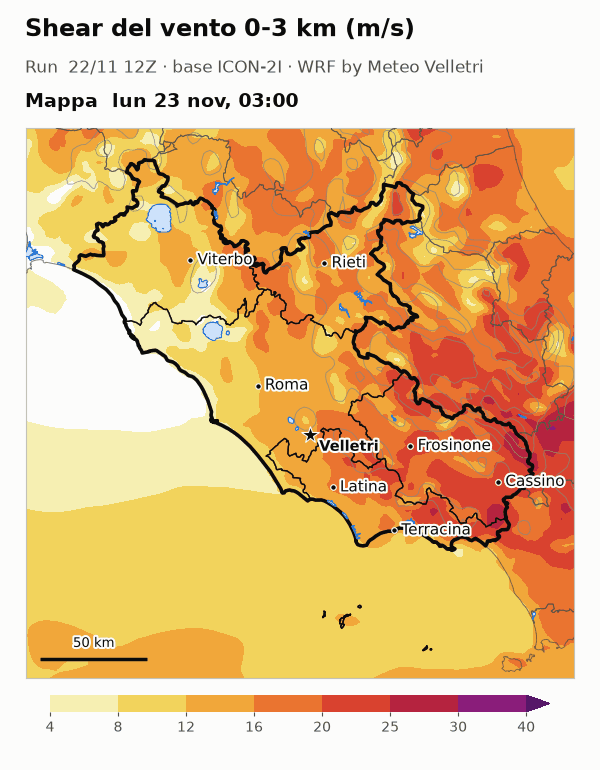 Shear del vento 0-3 km (m/s)
Run 22/11 12Z · base ICON-2I · WRF by Meteo Velletri
Mappa lun 23 nov, 03:00
Viterbo
Rieti
Roma
Velletri
Frosinone
Cassino
Latina
Terracina
50 km
4 8 12 16 20 25 30 40